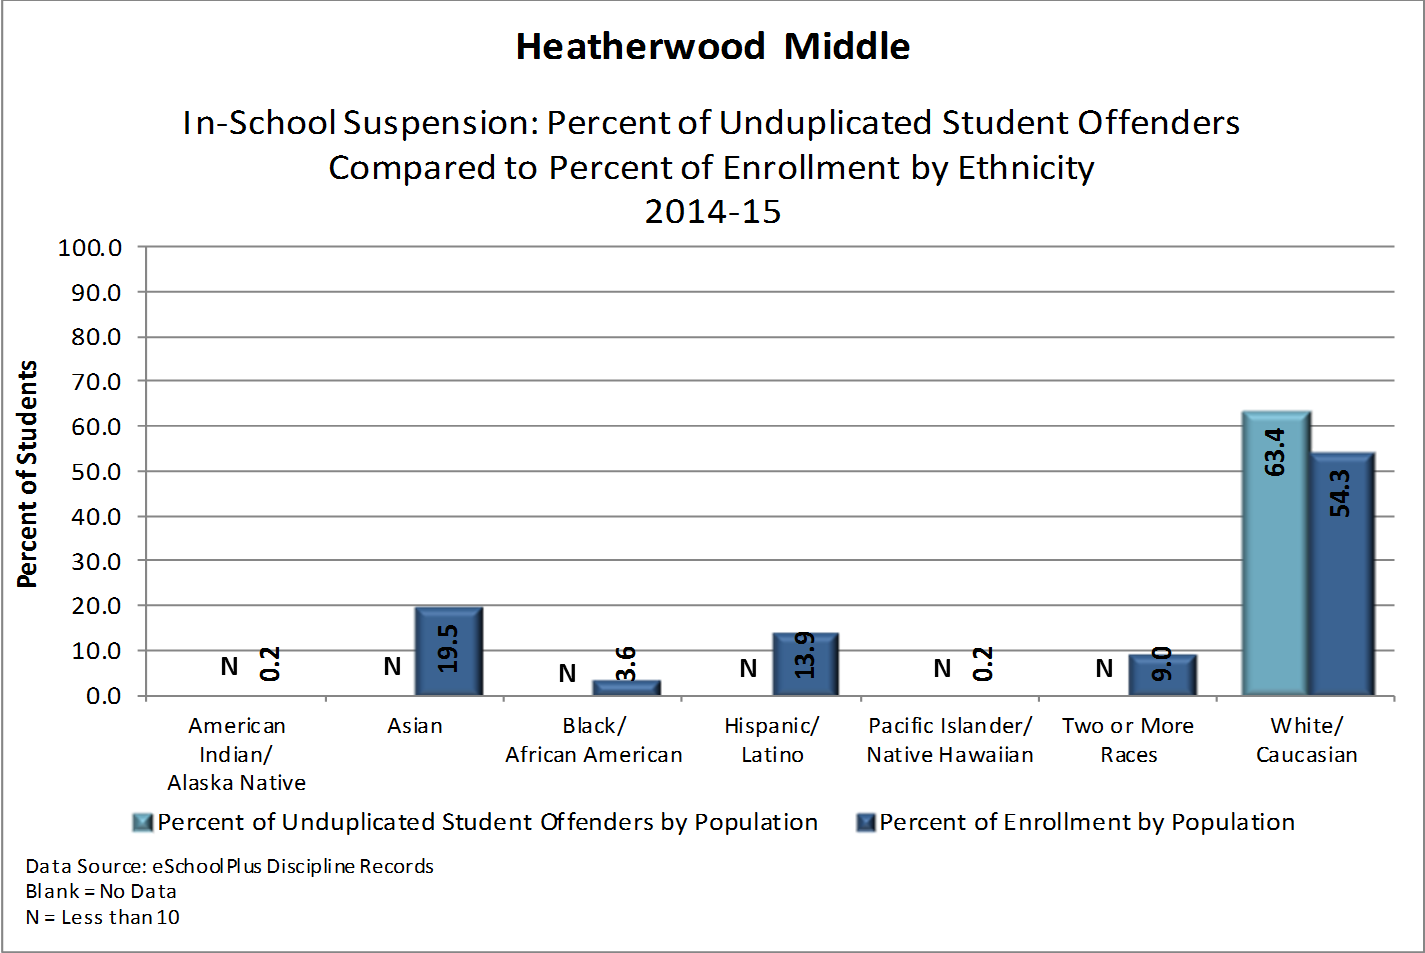 Heatherwood Middle
In-School Suspension: Percent of Unduplicated Student Offenders
Compared to Percent of Enrollment by Ethnicity
2014-15
Percent of Students
100.0
90.0
80.0
70.0
60.0
50.0
40.0
30.0
20.0
10.0
0.0
N 0.2
N 19.5
N 3.6
N 13.9
N 0.2
N 9.0
63.4 54.3
American
Indian/
Alaska Native
Asian
Black/
African American
Hispanic/
Latino
Pacific Islander/
Native Hawaiian
Two or More
Races
White/
Caucasian
Percent of Unduplicated Student Offenders by Population
Percent of Enrollment by Population
Data Source: eSchoolPlus Discipline Records
Blank = No Data
N = Less than 10